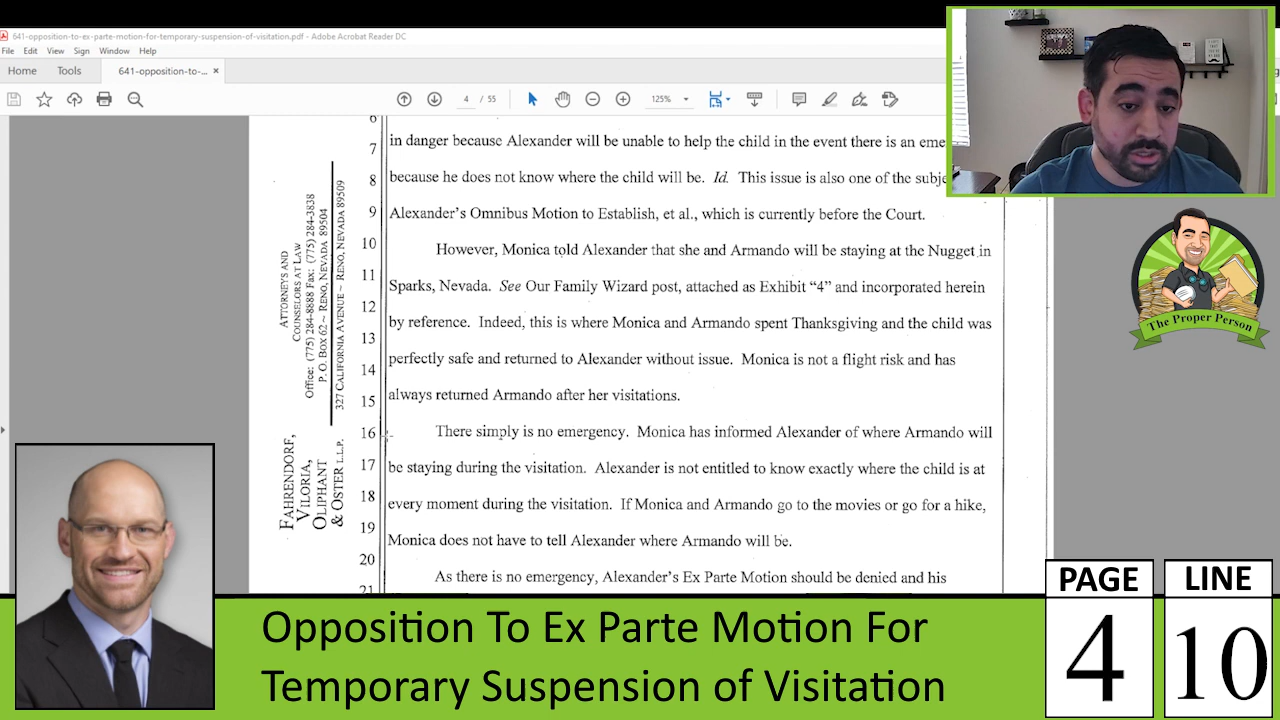 641-opposition-to-ex-parte-motion-for-temporary-suspension-of-visitation.pdf - Adobe Acrobat Reader DC
File Edit View Sign Window Help
Home Tools 641-opposition-to-... ×
4 / 55 125%
6
7 in danger because Alexander will be unable to help the child in the event there is an eme
8 because he does not know where the child will be. Id. This issue is also one of the subje
9 Alexander's Omnibus Motion to Establish, et al., which is currently before the Court.
10 However, Monica told Alexander that she and Armando will be staying at the Nugget in
11 Sparks, Nevada. See Our Family Wizard post, attached as Exhibit “4” and incorporated herein
12 by reference. Indeed, this is where Monica and Armando spent Thanksgiving and the child was
13 perfectly safe and returned to Alexander without issue. Monica is not a flight risk and has
14
15 always returned Armando after her visitations.
16 There simply is no emergency. Monica has informed Alexander of where Armando will
17 be staying during the visitation. Alexander is not entitled to know exactly where the child is at
18 every moment during the visitation. If Monica and Armando go to the movies or go for a hike,
19 Monica does not have to tell Alexander where Armando will be.
20
21 As there is no emergency, Alexander's Ex Parte Motion should be denied and his
ATTORNEYS AND
COUNSELORS AT LAW
Office: (775) 284-8888 Fax: (775) 284-3838
P. O. BOX 62 ~ RENO, NEVADA 89504
327 CALIFORNIA AVENUE ~ RENO, NEVADA 89509
FAHRENDORF,
VILORIA,
OLIPHANT
& OSTER L.L.P.
The Proper Person
Opposition To Ex Parte Motion For
Temporary Suspension of Visitation
PAGE
4
LINE
10